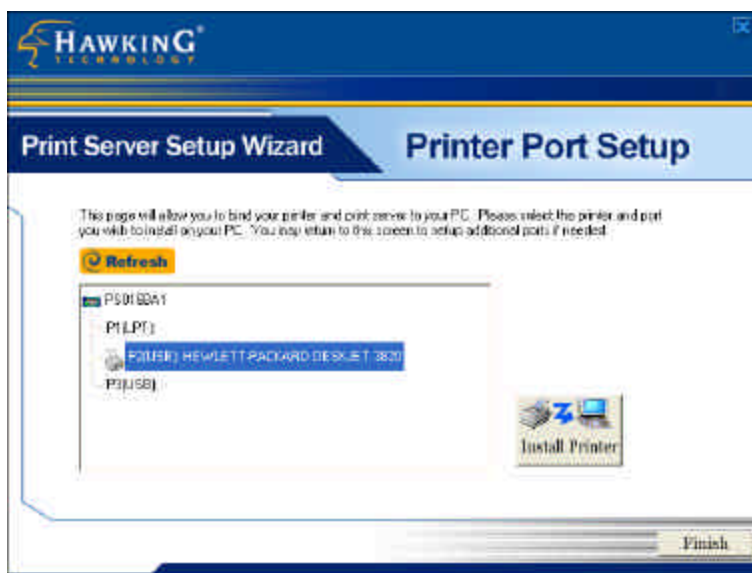 HAWKING®
TECHNOLOGY
Print Server Setup Wizard
Printer Port Setup
This page will allow you to bind your printer and print server to your PC. Please select the printer and port
you wish to install on your PC. You may return to this screen to setup additional ports if needed.
Refresh
P1(LPT)
P2(USB) HEWLETT-PACKARD DESKJET 3820
P3(USB)
Install Printer
Finish